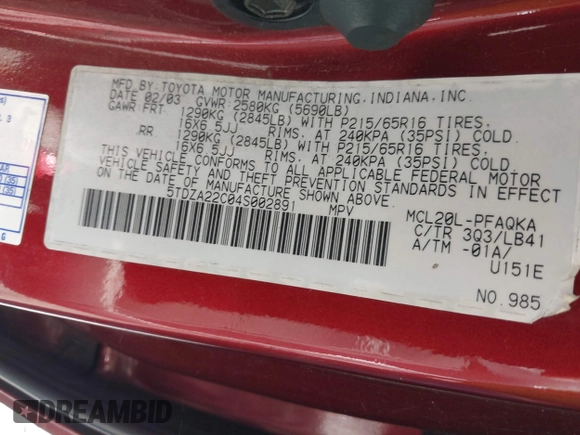 MFD.BY:TOYOTA MOTOR MANUFACTURING,INDIANA,INC.
DATE 02/03 GVWR:2580KG (5690LB)
GAWR FRT 1290KG (2845LB) WITH P215/65R16 TIRES.
16X6.5JJ RIMS. AT 240KPA (35PSI) COLD
RR 1290KG (2845LB) WITH P215/65R16 TIRES.
16X6.5JJ RIMS. AT 240KPA (35PSI) COLD.
THIS VEHICLE CONFORMS TO ALL APPLICABLE FEDERAL MOTOR
VEHICLE SAFETY AND THEFT PREVENTION STANDARDS IN EFFECT
ON THE DATE OF MANUFACTURE SHOWN ABOVE.
5TDZA22C04S002891 MPV
MCL20L-PFAQKA
C/TR 3Q3/LB41
A/TM -01A/
U151E
NO.985
DREAMBID